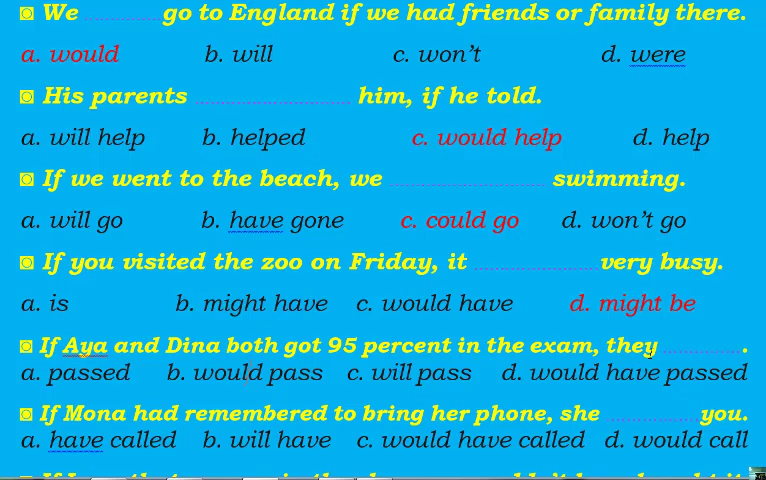 ◙ We ............ go to England if we had friends or family there.
a. would b. will c. won't d. were
◙ His parents ........................ him, if he told.
a. will help b. helped c. would help d. help
◙ If we went to the beach, we ........................ swimming.
a. will go b. have gone c. could go d. won't go
◙ If you visited the zoo on Friday, it ................... very busy.
a. is b. might have c. would have d. might be
◙ If Aya and Dina both got 95 percent in the exam, they ............ .
a. passed b. would pass c. will pass d. would have passed
◙ If Mona had remembered to bring her phone, she .............. you.
a. have called b. will have c. would have called d. would call